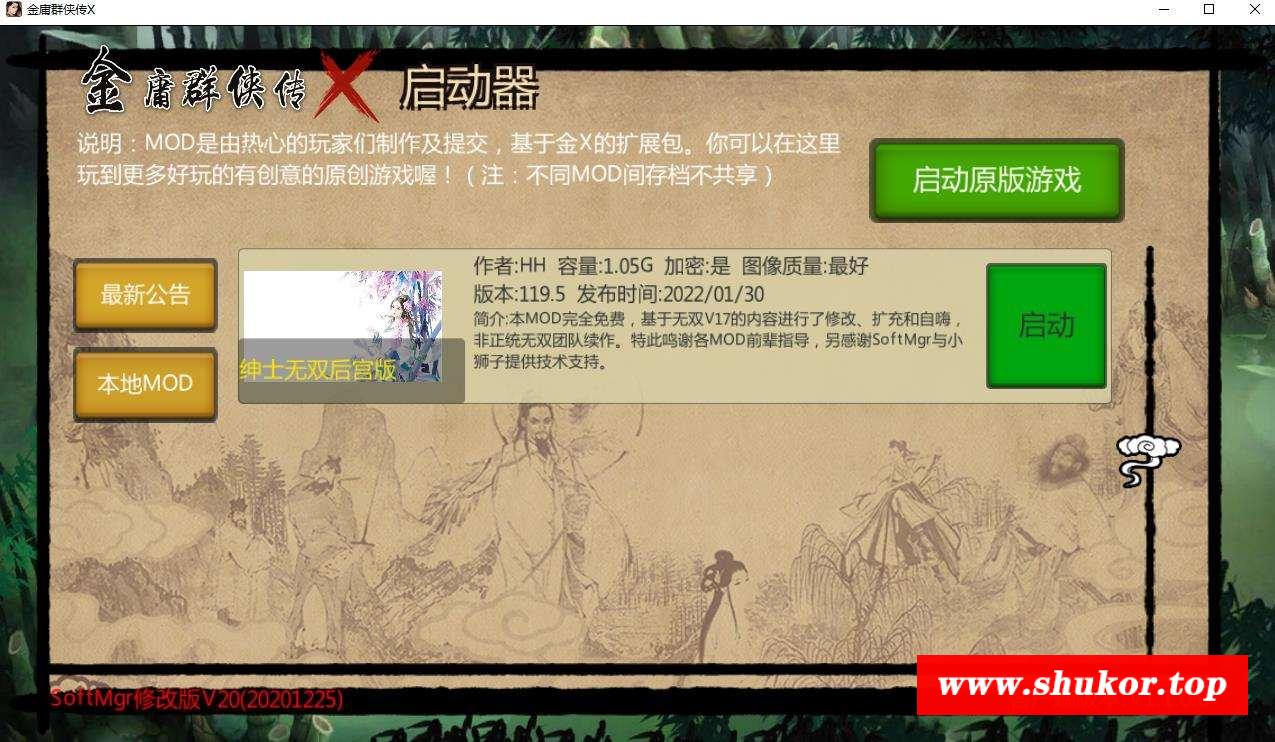 金庸群侠传X
金庸群侠传X 启动器
说明：MOD是由热心的玩家们制作及提交，基于金X的扩展包。你可以在这里
玩到更多好玩的有创意的原创游戏喔！（注：不同MOD间存档不共享）
启动原版游戏
最新公告
本地MOD
作者:HH 容量:1.05G 加密:是 图像质量:最好
版本:119.5 发布时间:2022/01/30
简介:本MOD完全免费，基于无双V17的内容进行了修改、扩充和自嗨，
非正统无双团队续作。特此鸣谢各MOD前辈指导，另感谢SoftMgr与小
狮子提供技术支持。
绅士无双后宫版
启动
SoftMgr修改版V20(20201225)
www.shukor.top